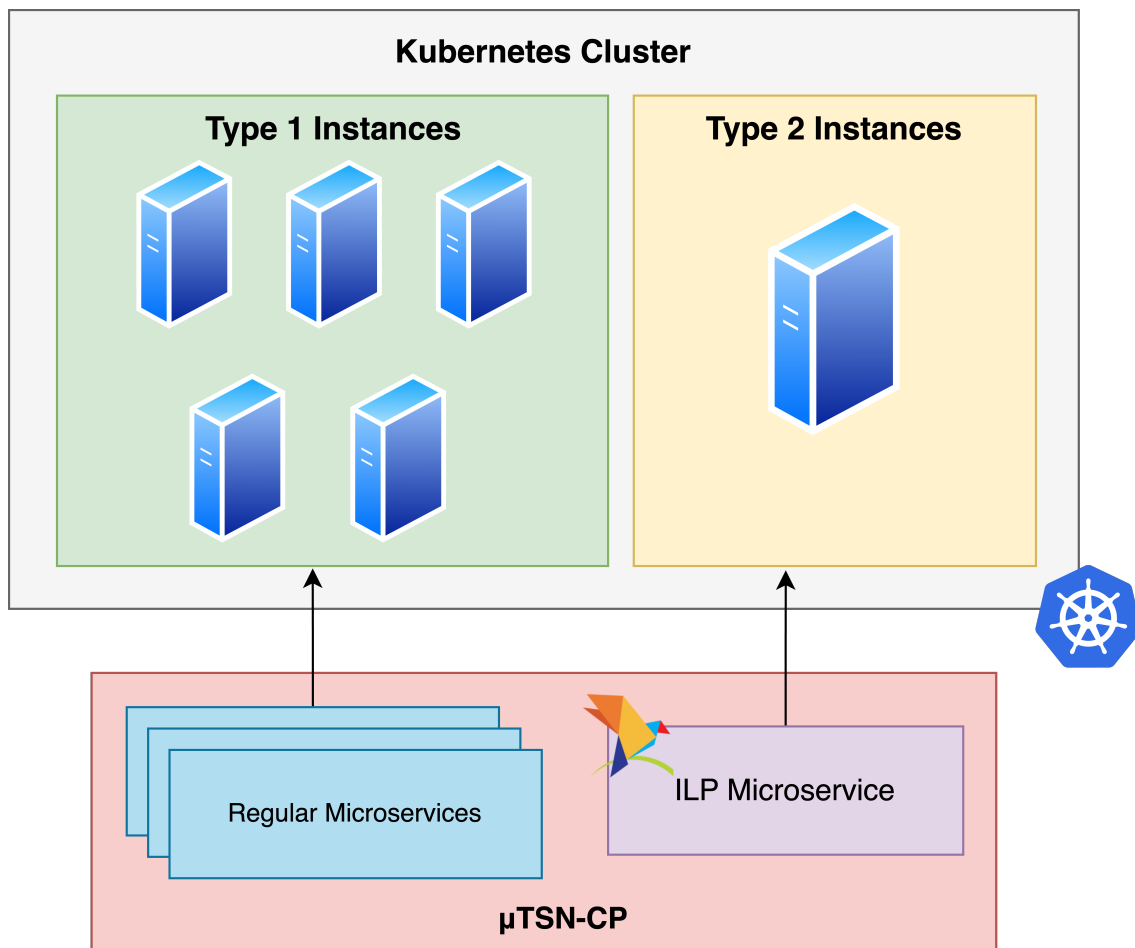 Kubernetes Cluster
Type 1 Instances
Type 2 Instances
Regular Microservices
ILP Microservice
µTSN-CP